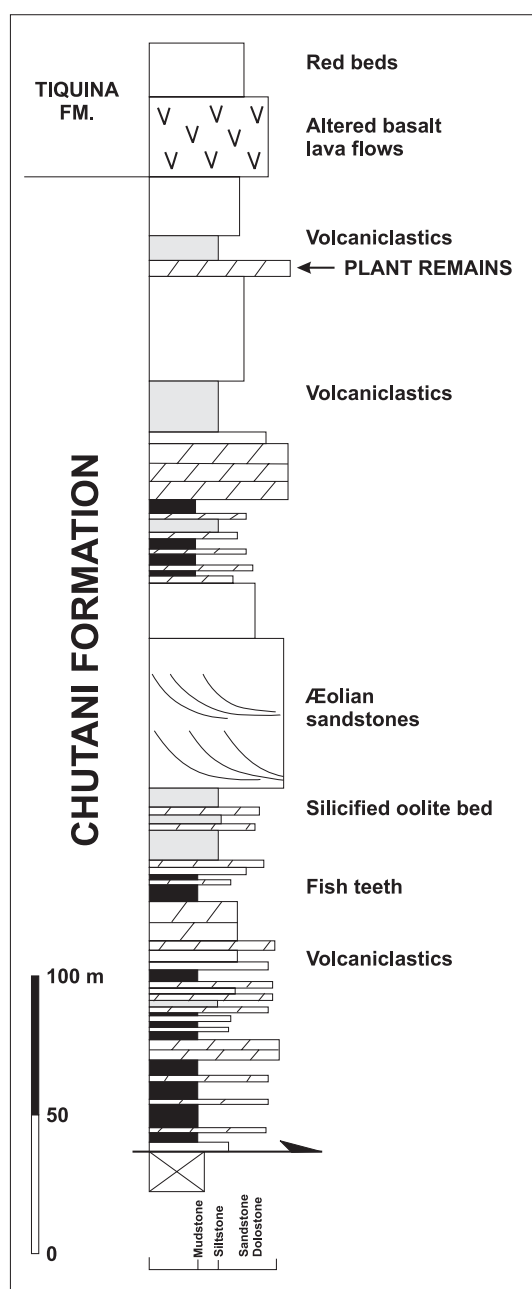 Red beds
TIQUINA
FM.
Altered basalt
lava flows
Volcaniclastics
PLANT REMAINS
Volcaniclastics
CHUTANI FORMATION
Æolian
sandstones
Silicified oolite bed
Fish teeth
Volcaniclastics
100 m
50
0
Mudstone
Siltstone
Sandstone
Dolostone